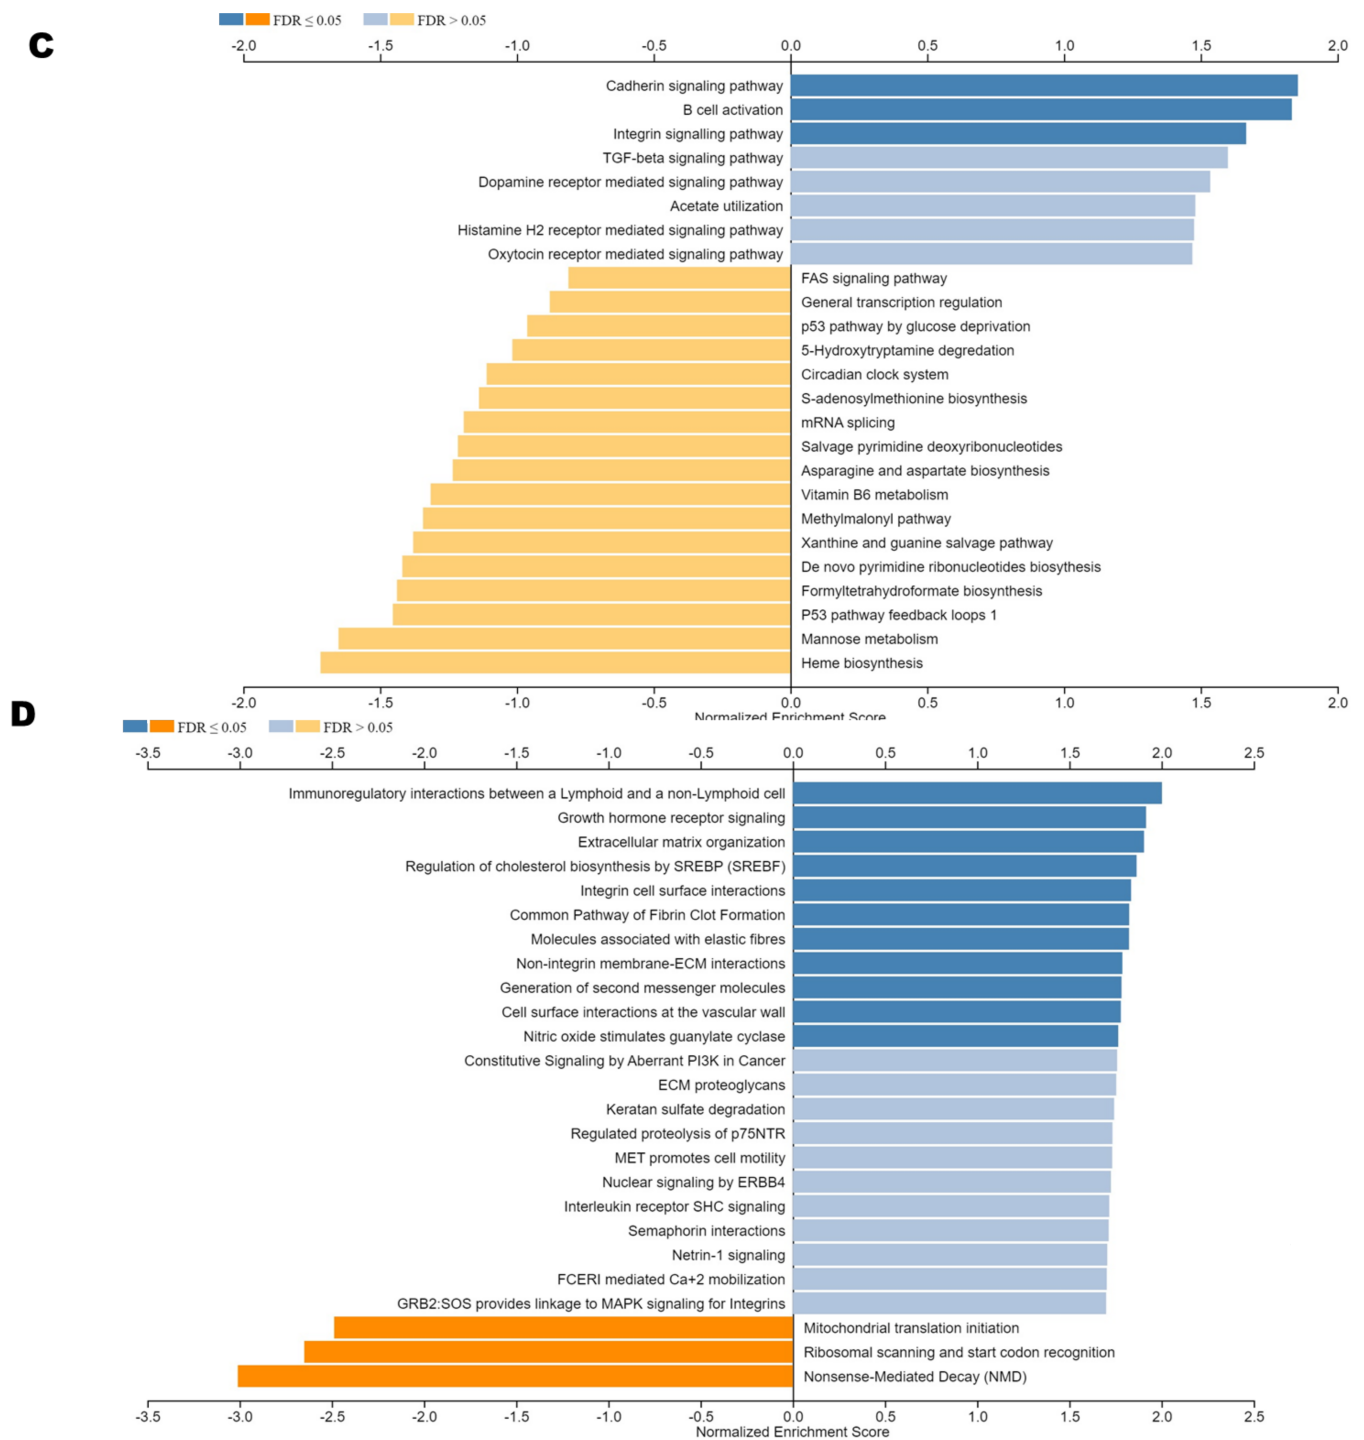 C
FDR ≤ 0.05 FDR > 0.05
-2.0 -1.5 -1.0 -0.5 0.0 0.5 1.0 1.5 2.0
Cadherin signaling pathway
B cell activation
Integrin signalling pathway
TGF-beta signaling pathway
Dopamine receptor mediated signaling pathway
Acetate utilization
Histamine H2 receptor mediated signaling pathway
Oxytocin receptor mediated signaling pathway
FAS signaling pathway
General transcription regulation
p53 pathway by glucose deprivation
5-Hydroxytryptamine degredation
Circadian clock system
S-adenosylmethionine biosynthesis
mRNA splicing
Salvage pyrimidine deoxyribonucleotides
Asparagine and aspartate biosynthesis
Vitamin B6 metabolism
Methylmalonyl pathway
Xanthine and guanine salvage pathway
De novo pyrimidine ribonucleotides biosythesis
Formyltetrahydroformate biosynthesis
P53 pathway feedback loops 1
Mannose metabolism
Heme biosynthesis
-2.0 -1.5 -1.0 -0.5 0.0 0.5 1.0 1.5 2.0
Normalized Enrichment Score
D
FDR ≤ 0.05 FDR > 0.05
-3.5 -3.0 -2.5 -2.0 -1.5 -1.0 -0.5 0.0 0.5 1.0 1.5 2.0 2.5
Immunoregulatory interactions between a Lymphoid and a non-Lymphoid cell
Growth hormone receptor signaling
Extracellular matrix organization
Regulation of cholesterol biosynthesis by SREBP (SREBF)
Integrin cell surface interactions
Common Pathway of Fibrin Clot Formation
Molecules associated with elastic fibres
Non-integrin membrane-ECM interactions
Generation of second messenger molecules
Cell surface interactions at the vascular wall
Nitric oxide stimulates guanylate cyclase
Constitutive Signaling by Aberrant PI3K in Cancer
ECM proteoglycans
Keratan sulfate degradation
Regulated proteolysis of p75NTR
MET promotes cell motility
Nuclear signaling by ERBB4
Interleukin receptor SHC signaling
Semaphorin interactions
Netrin-1 signaling
FCERI mediated Ca+2 mobilization
GRB2:SOS provides linkage to MAPK signaling for Integrins
Mitochondrial translation initiation
Ribosomal scanning and start codon recognition
Nonsense-Mediated Decay (NMD)
-3.5 -3.0 -2.5 -2.0 -1.5 -1.0 -0.5 0.0 0.5 1.0 1.5 2.0 2.5
Normalized Enrichment Score